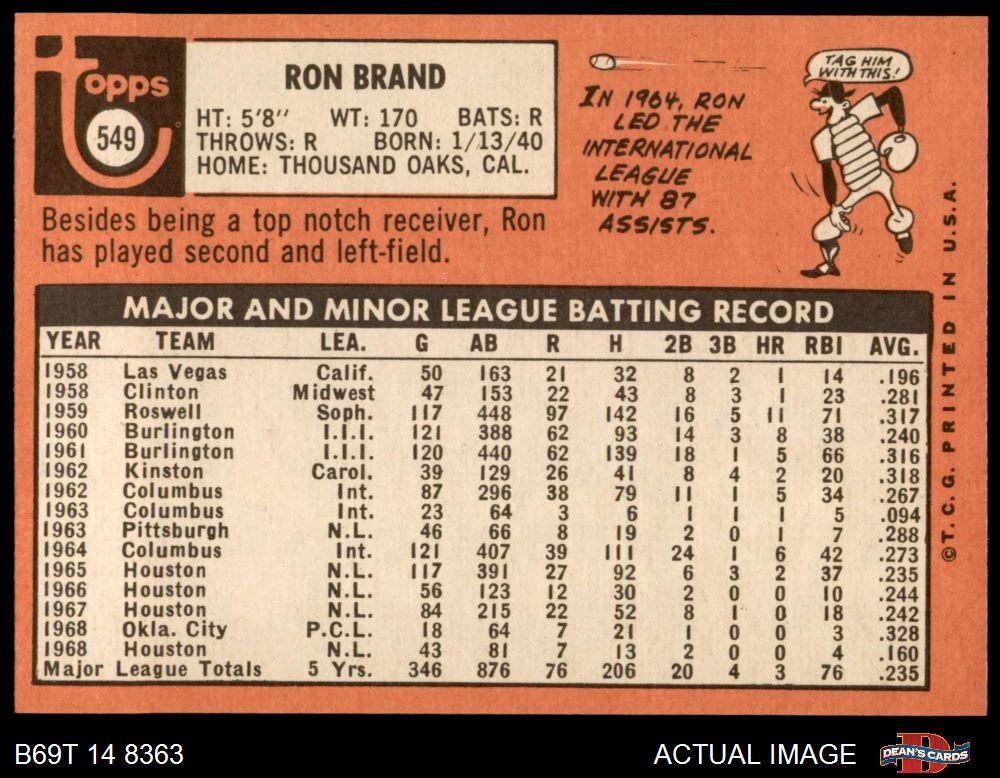 Topps
549
RON BRAND
HT: 5'8" WT: 170 BATS: R
THROWS: R BORN: 1/13/40
HOME: THOUSAND OAKS, CAL.
Besides being a top notch receiver, Ron
has played second and left-field.
IN 1964, RON
LED THE
INTERNATIONAL
LEAGUE
WITH 87
ASSISTS.
TAG HIM
WITH THIS!
MAJOR AND MINOR LEAGUE BATTING RECORD
YEAR TEAM LEA. G AB R H 2B 3B HR RBI AVG.
1958 Las Vegas Calif. 50 163 21 32 8 2 1 14 .196
1958 Clinton Midwest 47 153 22 43 8 3 1 23 .281
1959 Roswell Soph. 117 448 97 142 16 5 11 71 .317
1960 Burlington I.I.I. 121 388 62 93 14 3 8 38 .240
1961 Burlington I.I.I. 120 440 62 139 18 1 5 66 .316
1962 Kinston Carol. 39 129 26 41 8 4 2 20 .318
1962 Columbus Int. 87 296 38 79 11 1 5 34 .267
1963 Columbus Int. 23 64 3 6 1 1 1 5 .094
1963 Pittsburgh N.L. 46 66 8 19 2 0 1 7 .288
1964 Columbus Int. 121 407 39 111 24 1 6 42 .273
1965 Houston N.L. 117 391 27 92 6 3 2 37 .235
1966 Houston N.L. 56 123 12 30 2 0 0 10 .244
1967 Houston N.L. 84 215 22 52 8 1 0 18 .242
1968 Okla. City P.C.L. 18 64 7 21 1 0 0 3 .328
1968 Houston N.L. 43 81 7 13 2 0 0 4 .160
Major League Totals 5 Yrs. 346 876 76 206 20 4 3 76 .235
©T.C.G. PRINTED IN U.S.A.
B69T 14 8363
ACTUAL IMAGE
DEAN'S CARDS